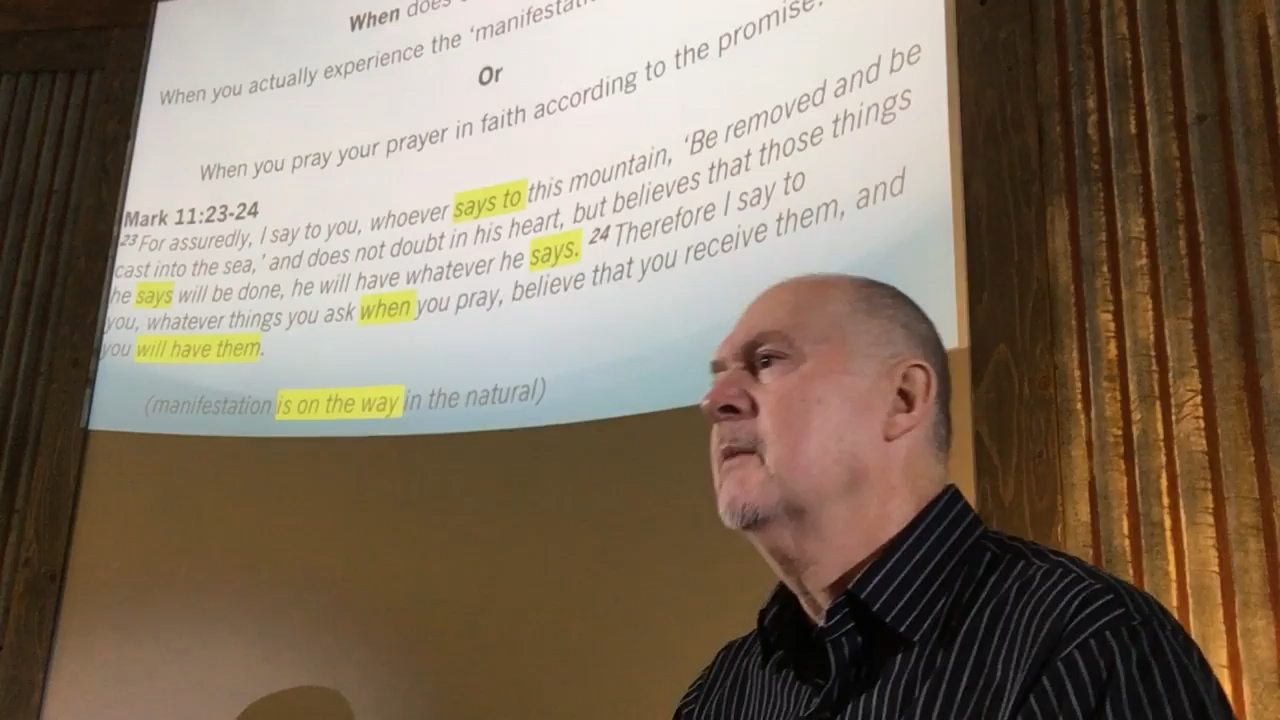 When does
When you actually experience the 'manifestati
Or
When you pray your prayer in faith according to the promise.
Mark 11:23-24
23 For assuredly, I say to you, whoever says to this mountain, 'Be removed and be
cast into the sea,' and does not doubt in his heart, but believes that those things
he says will be done, he will have whatever he says. 24 Therefore I say to
you, whatever things you ask when you pray, believe that you receive them, and
you will have them.
(manifestation is on the way in the natural)